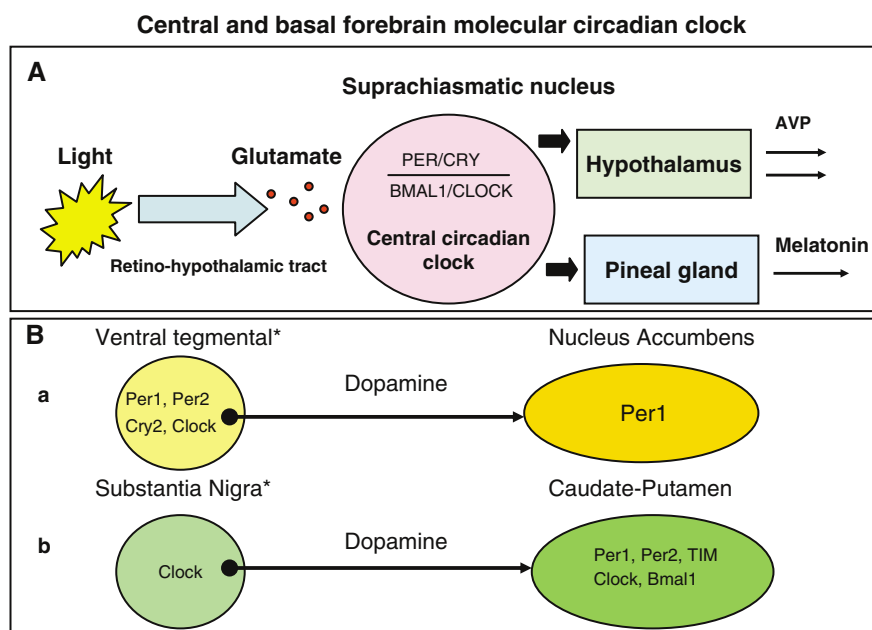 Central and basal forebrain molecular circadian clock
A
Suprachiasmatic nucleus
Light
Glutamate
Retino-hypothalamic tract
PER/CRY
BMAL1/CLOCK
Central circadian
clock
Hypothalamus
AVP
Pineal gland
Melatonin
B
Ventral tegmental*
Nucleus Accumbens
a
Per1, Per2
Cry2, Clock
Dopamine
Per1
Substantia Nigra*
Caudate-Putamen
b
Clock
Dopamine
Per1, Per2, TIM
Clock, Bmal1